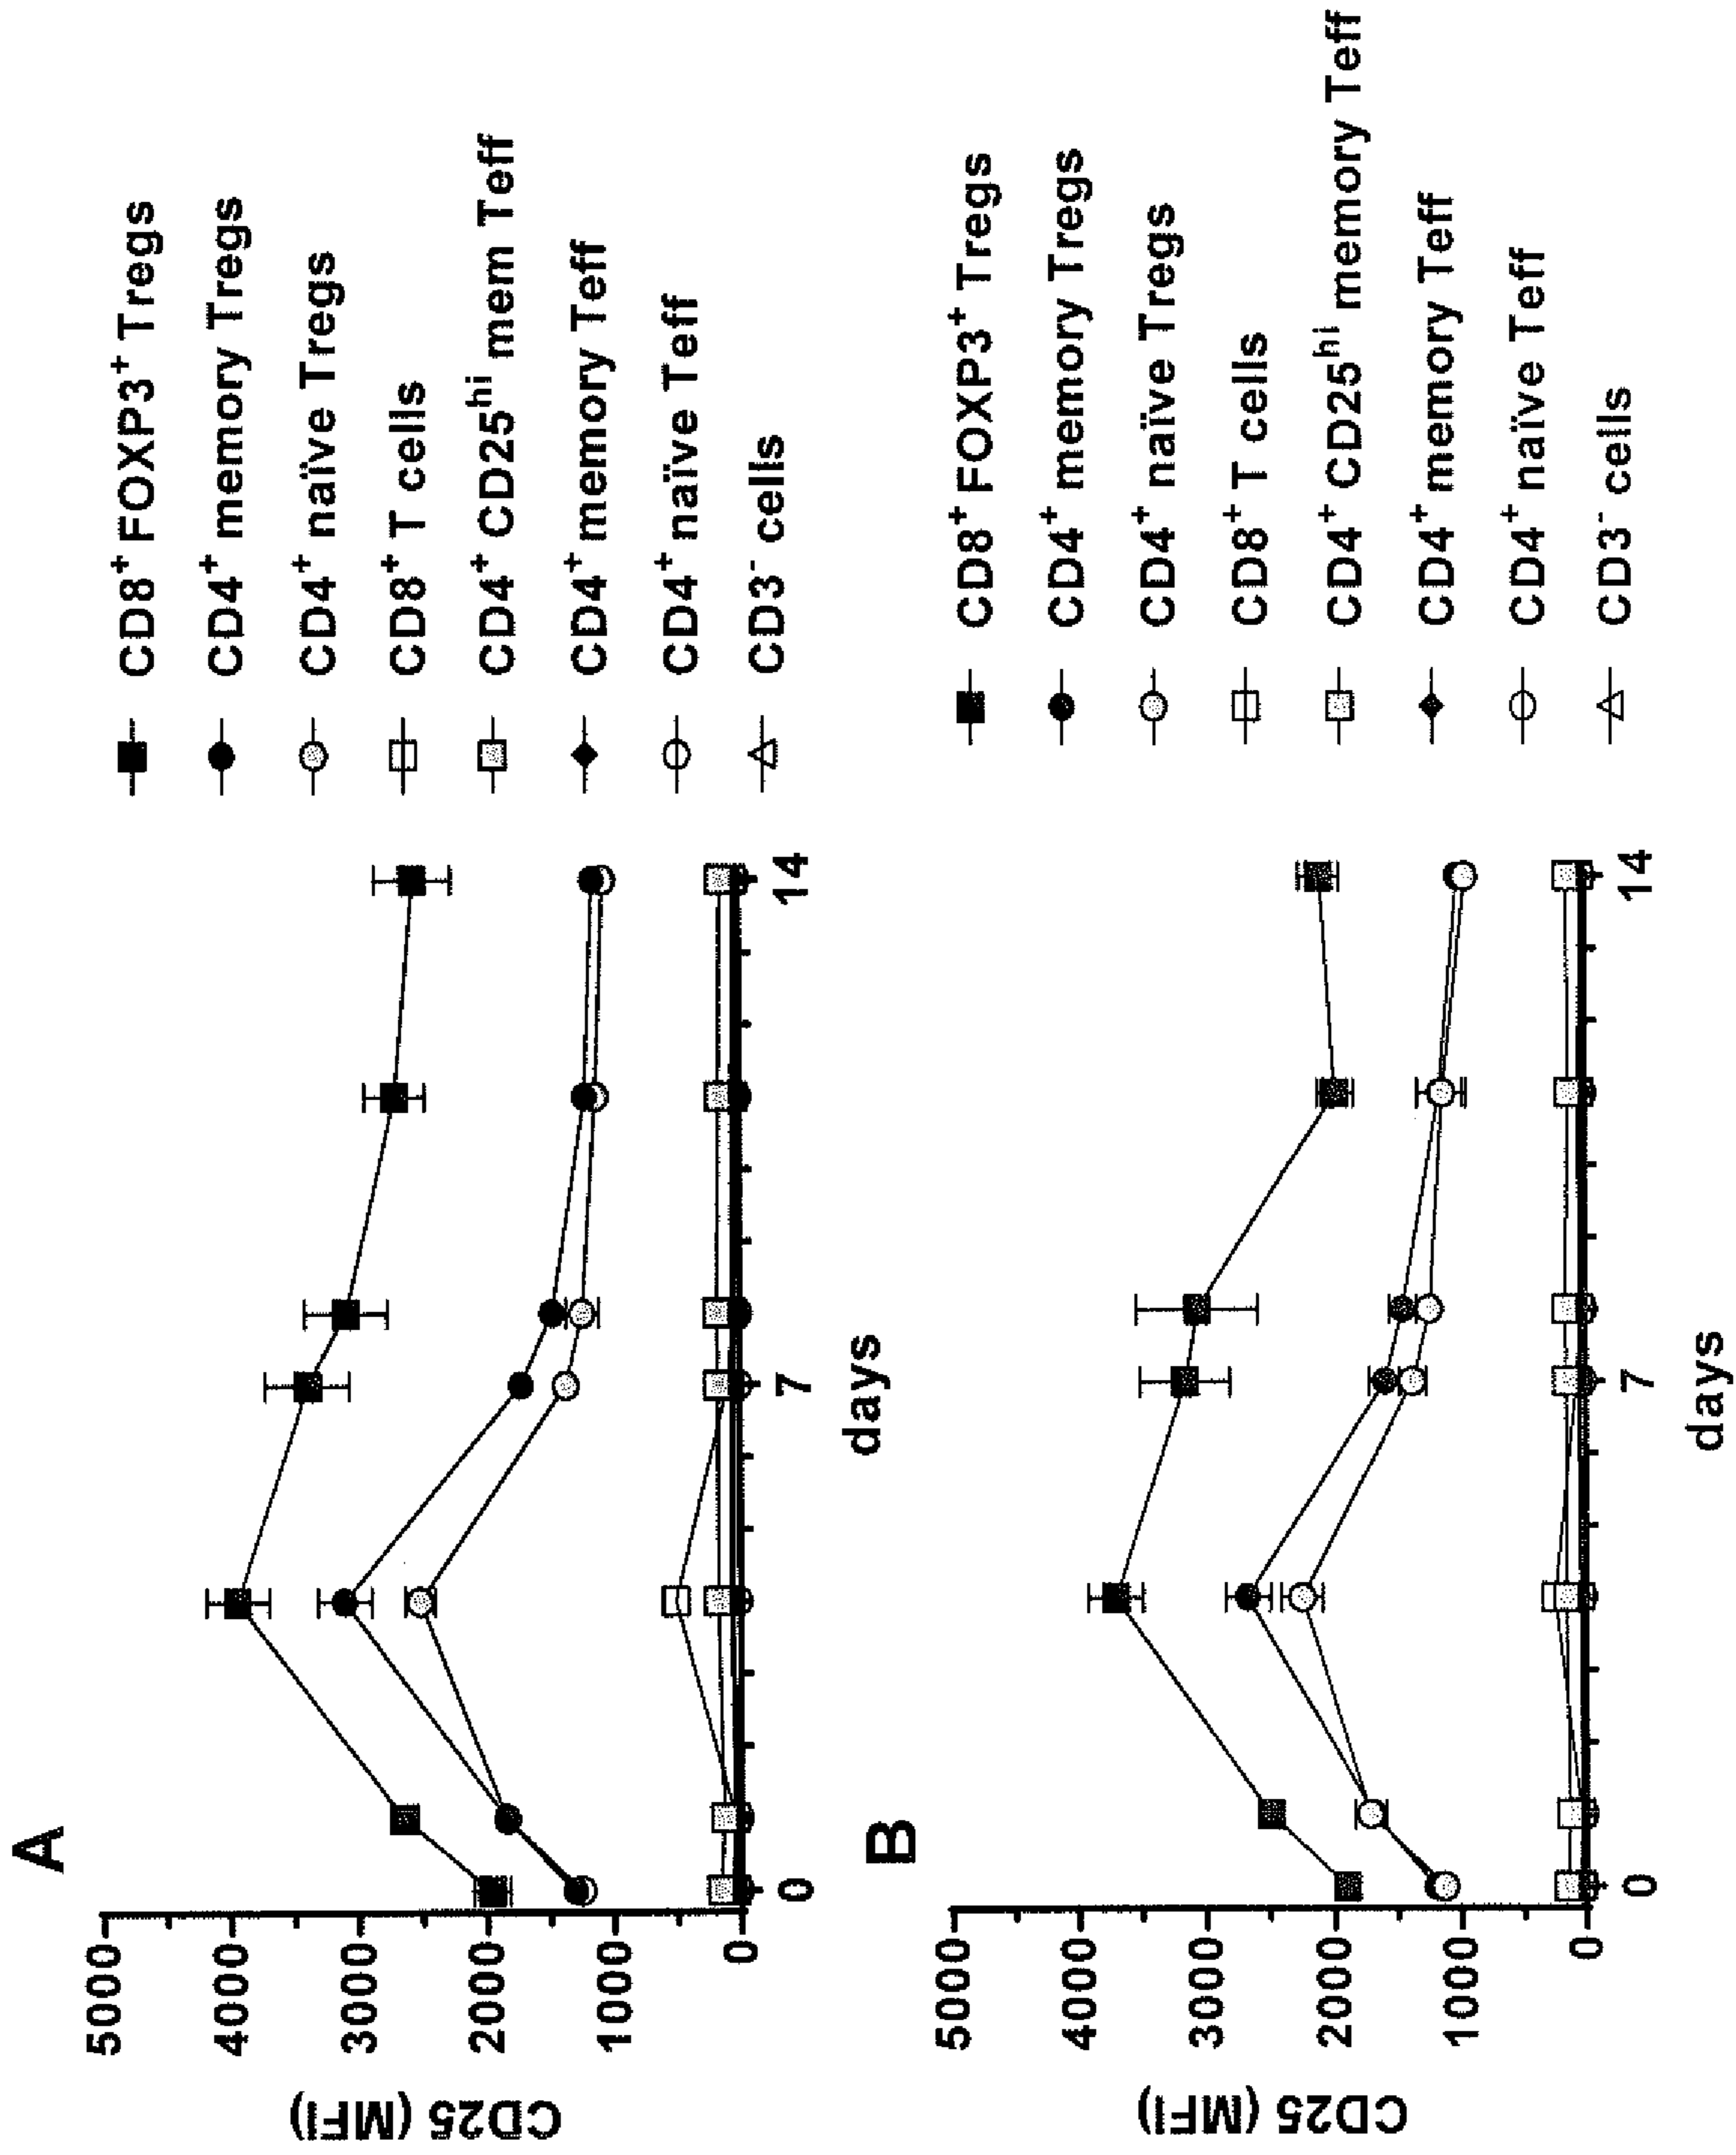 A
CD25 (MFI)
5000
4000
3000
2000
1000
0
0
7
14
days
CD8⁺ FOXP3⁺ Tregs
CD4⁺ memory Tregs
CD4⁺ naïve Tregs
CD8⁺ T cells
CD4⁺ CD25ʰⁱ mem Teff
CD4⁺ memory Teff
CD4⁺ naïve Teff
CD3⁻ cells
B
CD25 (MFI)
5000
4000
3000
2000
1000
0
0
7
14
days
CD8⁺ FOXP3⁺ Tregs
CD4⁺ memory Tregs
CD4⁺ naïve Tregs
CD8⁺ T cells
CD4⁺ CD25ʰⁱ memory Teff
CD4⁺ memory Teff
CD4⁺ naïve Teff
CD3⁻ cells